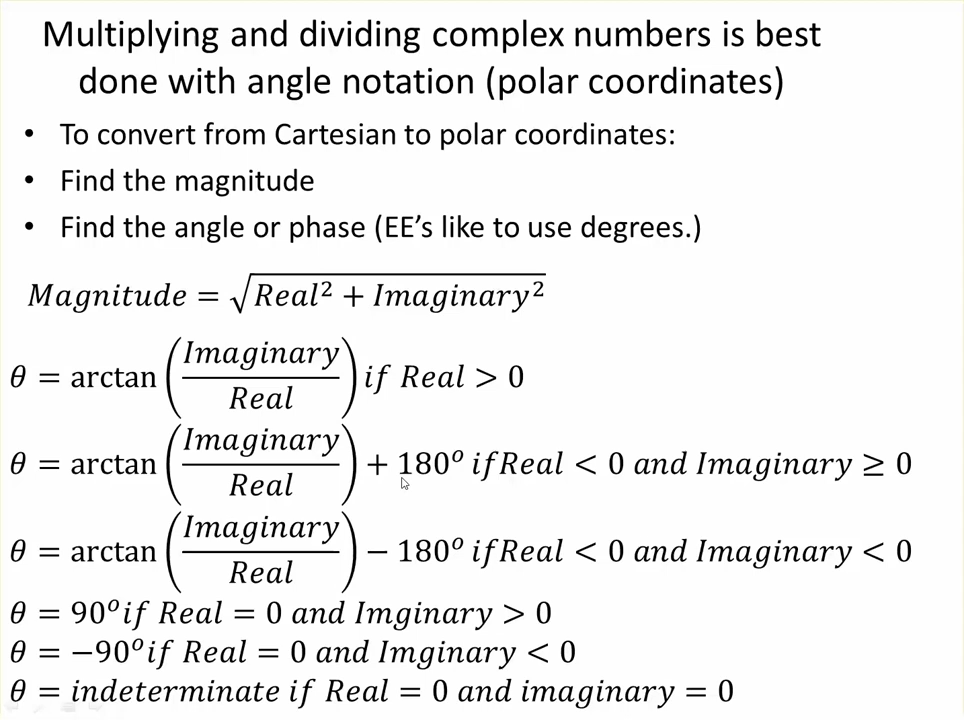 Multiplying and dividing complex numbers is best
done with angle notation (polar coordinates)
• To convert from Cartesian to polar coordinates:
• Find the magnitude
• Find the angle or phase (EE’s like to use degrees.)
Magnitude = √(Real² + Imaginary²)
θ = arctan(Imaginary/Real) if Real > 0
θ = arctan(Imaginary/Real) + 180° ifReal < 0 and Imaginary ≥ 0
θ = arctan(Imaginary/Real) − 180° ifReal < 0 and Imaginary < 0
θ = 90°if Real = 0 and Imginary > 0
θ = −90°if Real = 0 and Imginary < 0
θ = indeterminate if Real = 0 and imaginary = 0